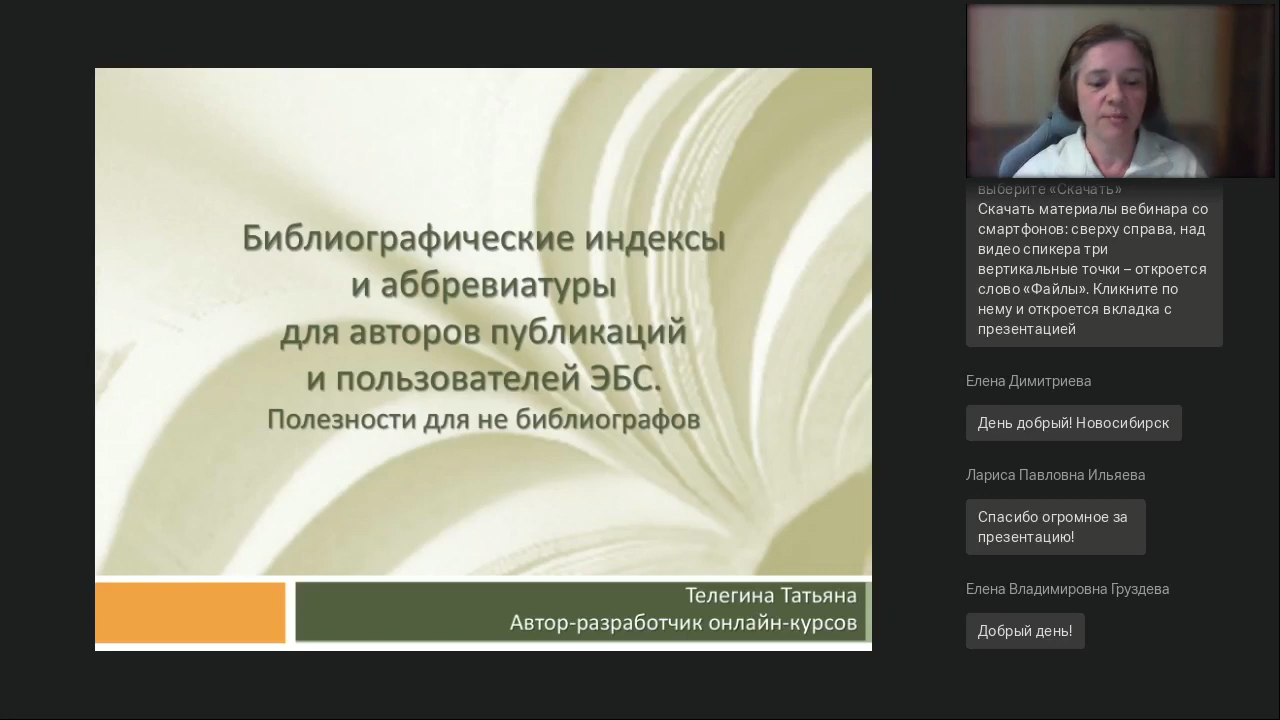 Библиографические индексы
и аббревиатуры
для авторов публикаций
и пользователей ЭБС.
Полезности для не библиографов
Телегина Татьяна
Автор-разработчик онлайн-курсов
выберите «Скачать»
Скачать материалы вебинара со
смартфонов: сверху справа, над
видео спикера три
вертикальные точки – откроется
слово «Файлы». Кликните по
нему и откроется вкладка с
презентацией
Елена Димитриева
День добрый! Новосибирск
Лариса Павловна Ильяева
Спасибо огромное за
презентацию!
Елена Владимировна Груздева
Добрый день!